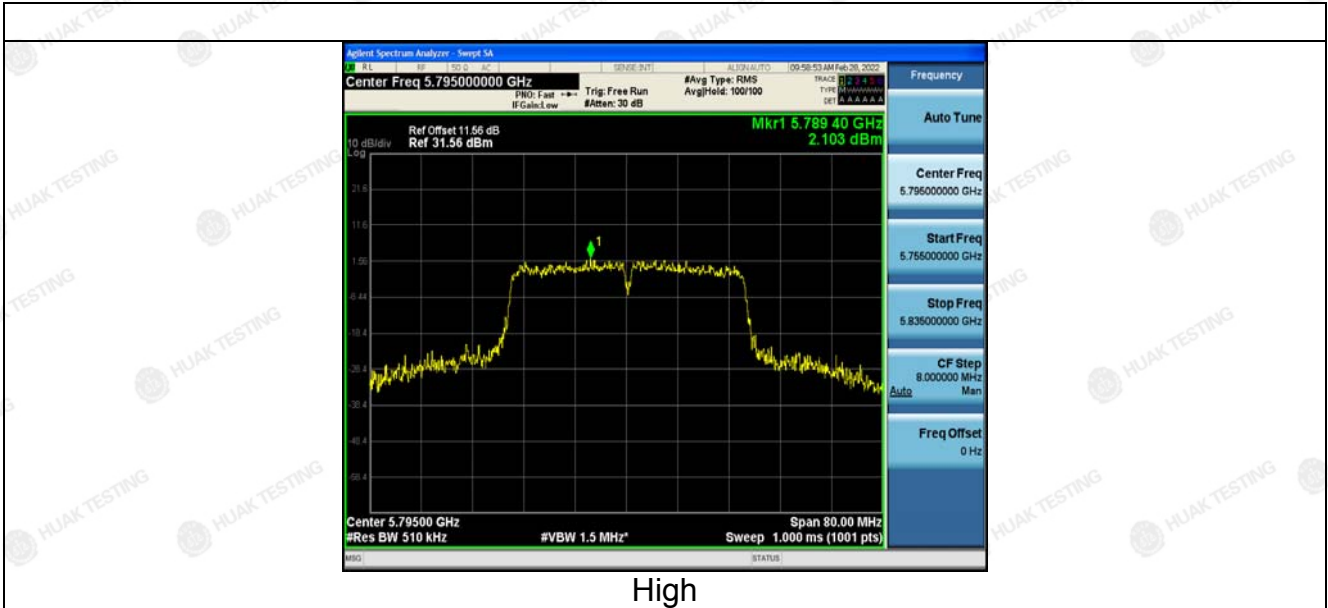 Agilent Spectrum Analyzer - Swept SA
RL RF 50 Ω AC SENSE:INT ALIGN AUTO 09:58:53 AM Feb 28, 2022
Center Freq 5.795000000 GHz
PNO: Fast
IFGain:Low
Trig: Free Run
#Atten: 30 dB
#Avg Type: RMS
Avg|Hold: 100/100
TRACE 1 2 3 4 5 6
TYPE M
DET A A A A A A
Ref Offset 11.56 dB
10 dB/div Ref 31.56 dBm
Log
Mkr1 5.789 40 GHz
2.103 dBm
21.6
11.6
1.56
-8.44
-18.4
-28.4
-38.4
-48.4
-58.4
1
Center 5.79500 GHz
Span 80.00 MHz
#Res BW 510 kHz
#VBW 1.5 MHz*
Sweep 1.000 ms (1001 pts)
MSG
STATUS
Frequency
Auto Tune
Center Freq
5.795000000 GHz
Start Freq
5.755000000 GHz
Stop Freq
5.835000000 GHz
CF Step
8.000000 MHz
Auto Man
Freq Offset
0 Hz
High
HUAK TESTING